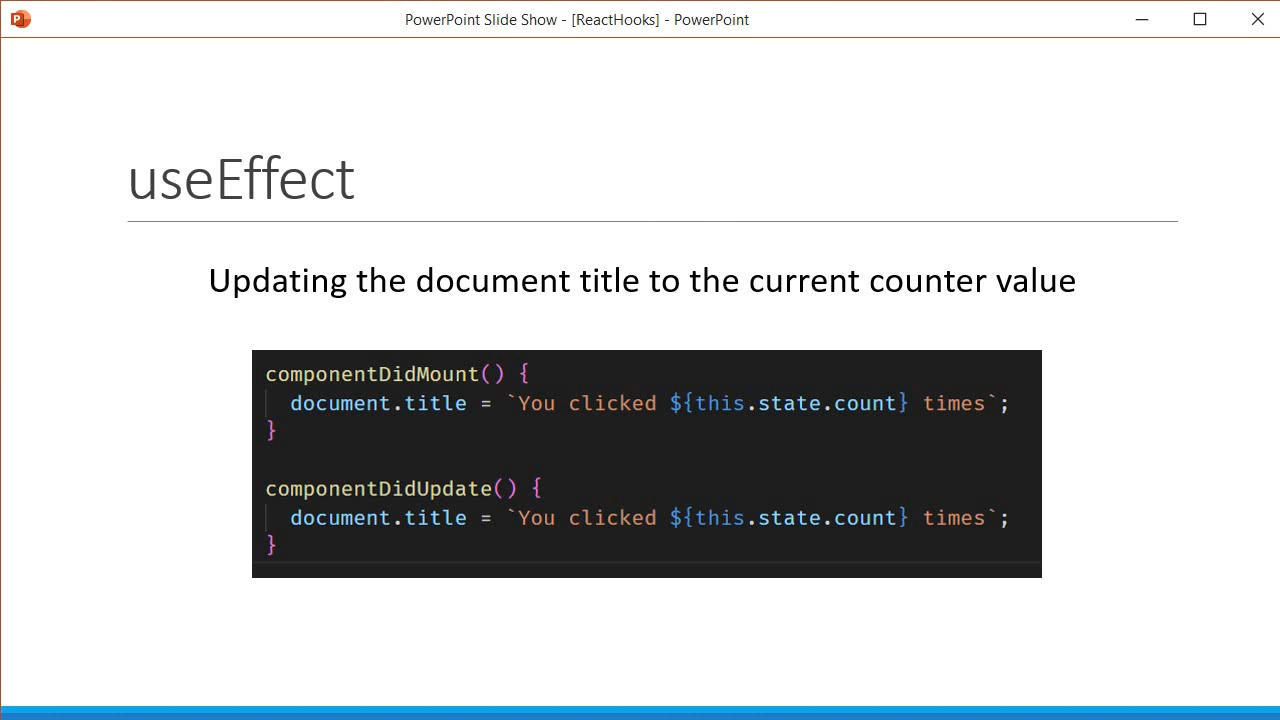 PowerPoint Slide Show - [ReactHooks] - PowerPoint
useEffect
Updating the document title to the current counter value
componentDidMount() {
document.title = `You clicked ${this.state.count} times`;
}
componentDidUpdate() {
document.title = `You clicked ${this.state.count} times`;
}